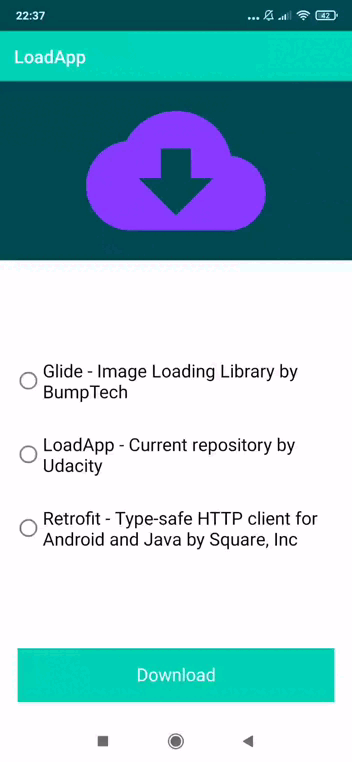 22:37
42
LoadApp
Glide - Image Loading Library by
BumpTech
LoadApp - Current repository by
Udacity
Retrofit - Type-safe HTTP client for
Android and Java by Square, Inc
Download